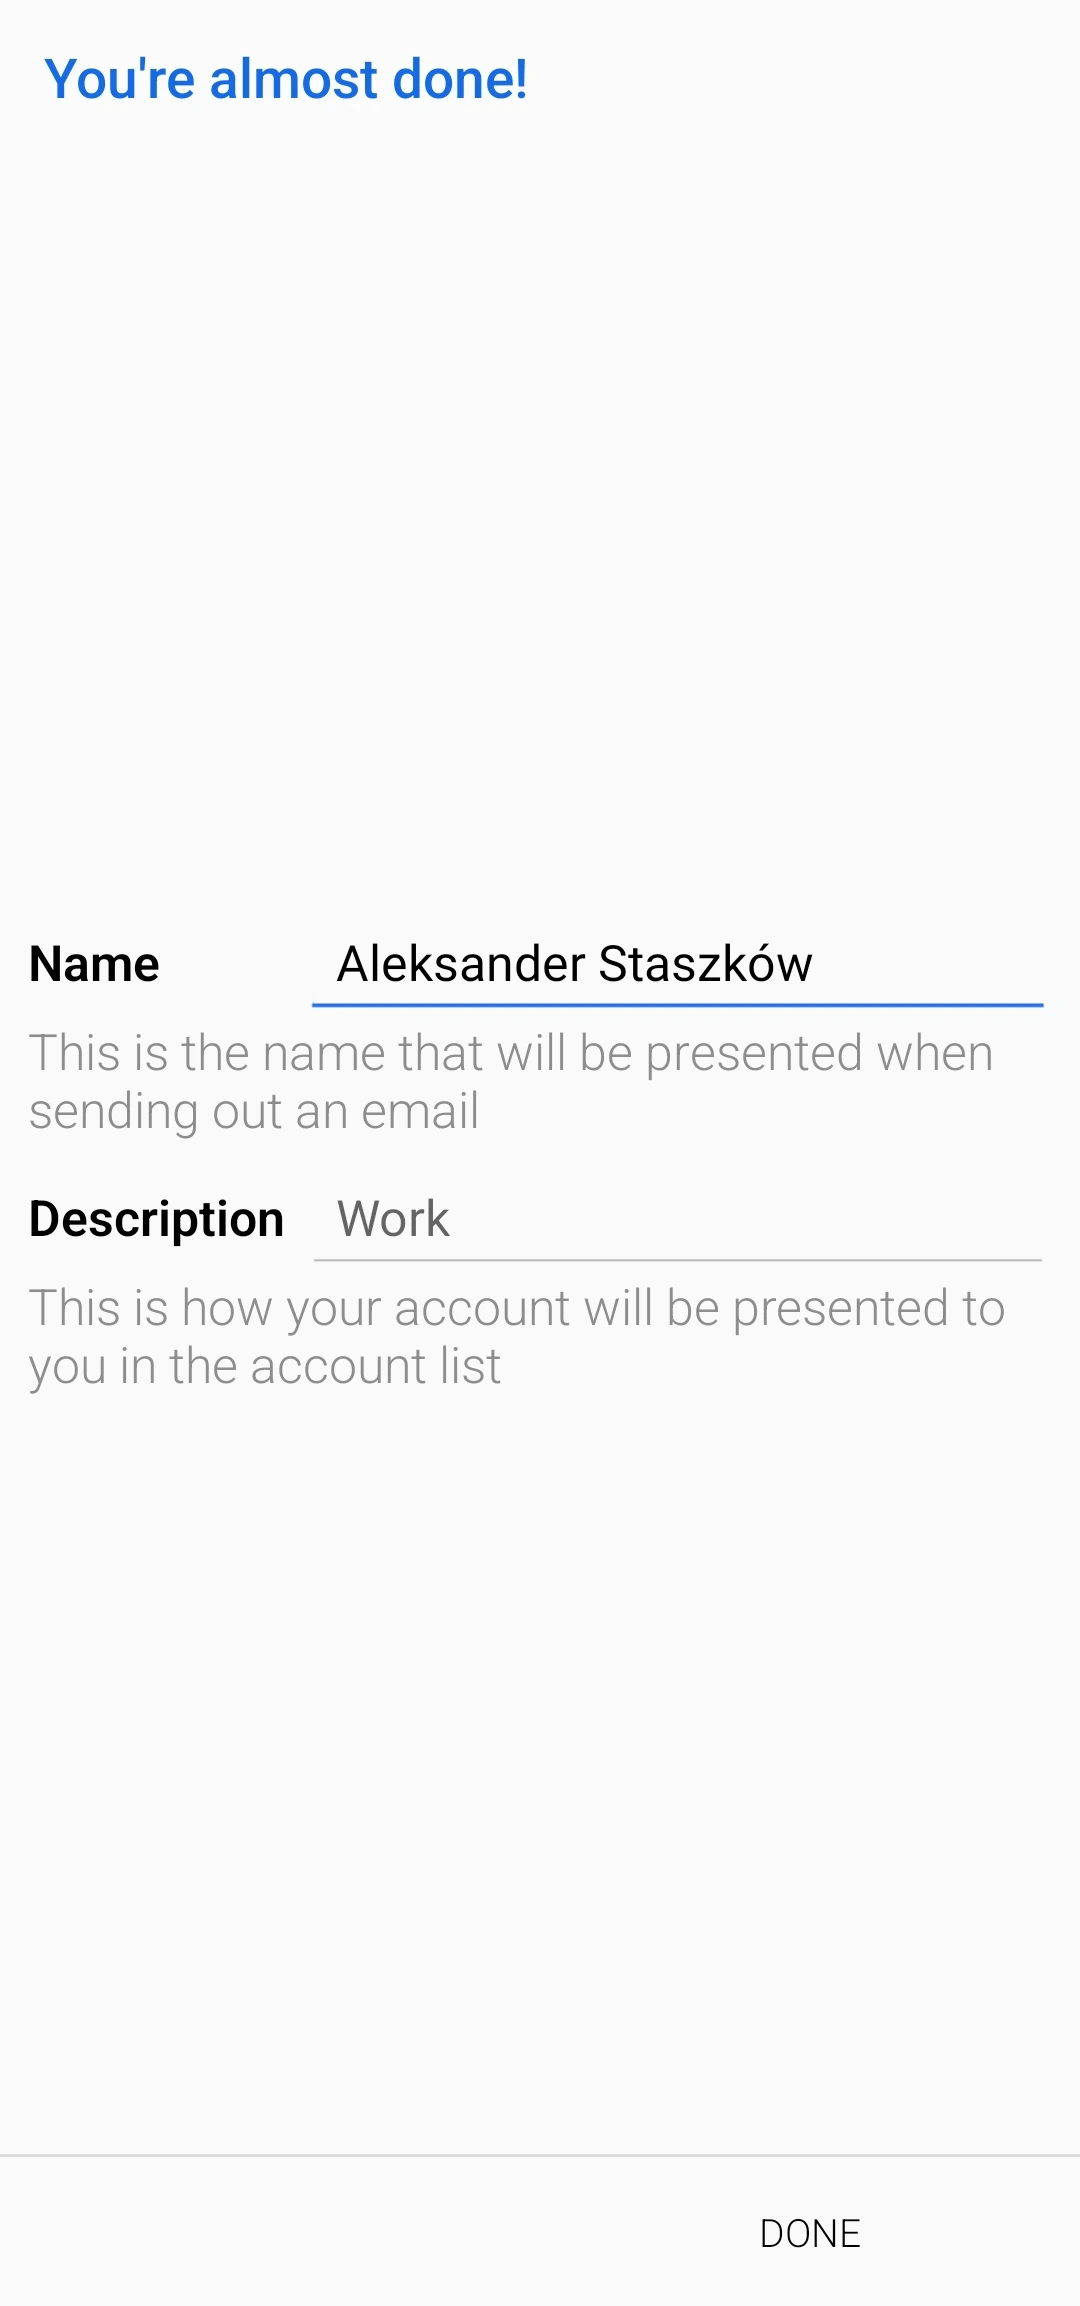 You're almost done!
Name
Aleksander Staszków
This is the name that will be presented when
sending out an email
Description
Work
This is how your account will be presented to
you in the account list
DONE